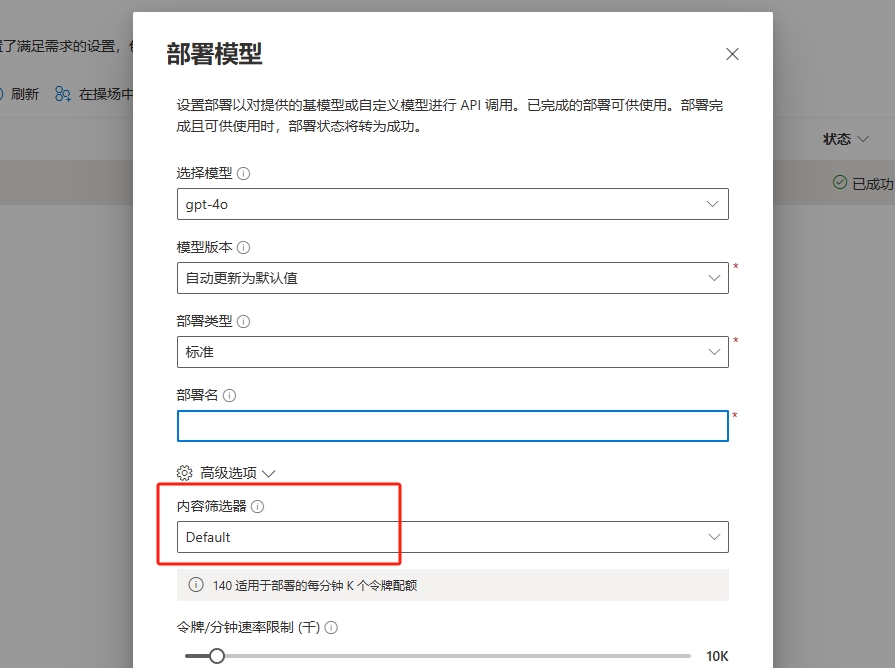 部署模型
置了满足需求的设置，
刷新
在操场中
设置部署以对提供的基模型或自定义模型进行 API 调用。已完成的部署可供使用。部署完
成且可供使用时，部署状态将转为成功。
状态
已成功
选择模型
gpt-4o
模型版本
自动更新为默认值
*
部署类型
标准
*
部署名
*
高级选项
内容筛选器
Default
140 适用于部署的每分钟 K 个令牌配额
令牌/分钟速率限制 (千)
10K